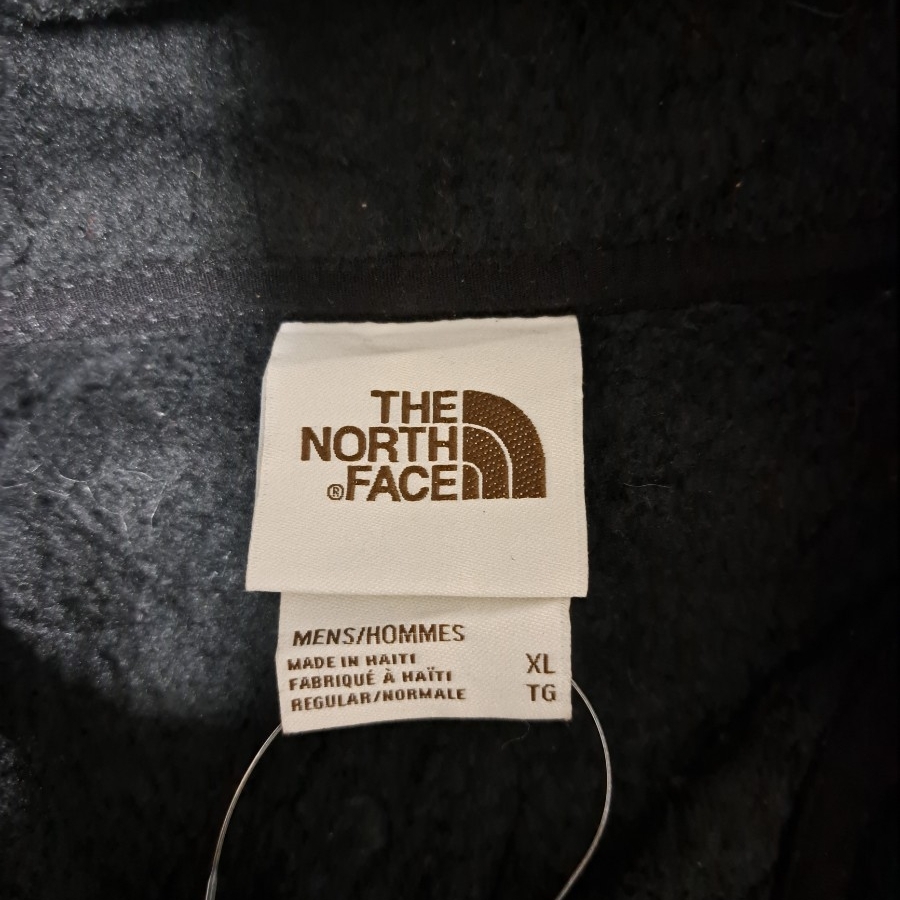 THE
NORTH
®FACE
MENS/HOMMES
MADE IN HAITI
FABRIQUÉ À HAÏTI
REGULAR/NORMALE
XL
TG